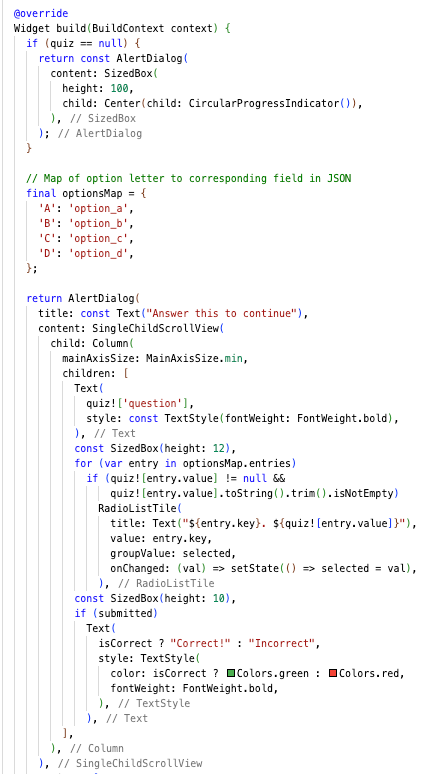 @override
Widget build(BuildContext context) {
  if (quiz == null) {
    return const AlertDialog(
      content: SizedBox(
        height: 100,
        child: Center(child: CircularProgressIndicator()),
      ), // SizedBox
    ); // AlertDialog
  }

  // Map of option letter to corresponding field in JSON
  final optionsMap = {
    'A': 'option_a',
    'B': 'option_b',
    'C': 'option_c',
    'D': 'option_d',
  };

  return AlertDialog(
    title: const Text("Answer this to continue"),
    content: SingleChildScrollView(
      child: Column(
        mainAxisSize: MainAxisSize.min,
        children: [
          Text(
            quiz!['question'],
            style: const TextStyle(fontWeight: FontWeight.bold),
          ), // Text
          const SizedBox(height: 12),
          for (var entry in optionsMap.entries)
            if (quiz![entry.value] != null &&
                quiz![entry.value].toString().trim().isNotEmpty)
              RadioListTile(
                title: Text("${entry.key}. ${quiz![entry.value]}"),
                value: entry.key,
                groupValue: selected,
                onChanged: (val) => setState(() => selected = val),
              ), // RadioListTile
          const SizedBox(height: 10),
          if (submitted)
            Text(
              isCorrect ? "Correct!" : "Incorrect",
              style: TextStyle(
                color: isCorrect ? Colors.green : Colors.red,
                fontWeight: FontWeight.bold,
              ), // TextStyle
            ), // Text
        ],
      ), // Column
    ), // SingleChildScrollView